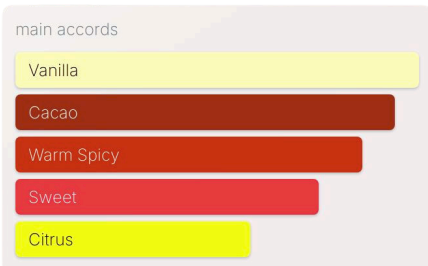 main accords
Vanilla
Cacao
Warm Spicy
Sweet
Citrus